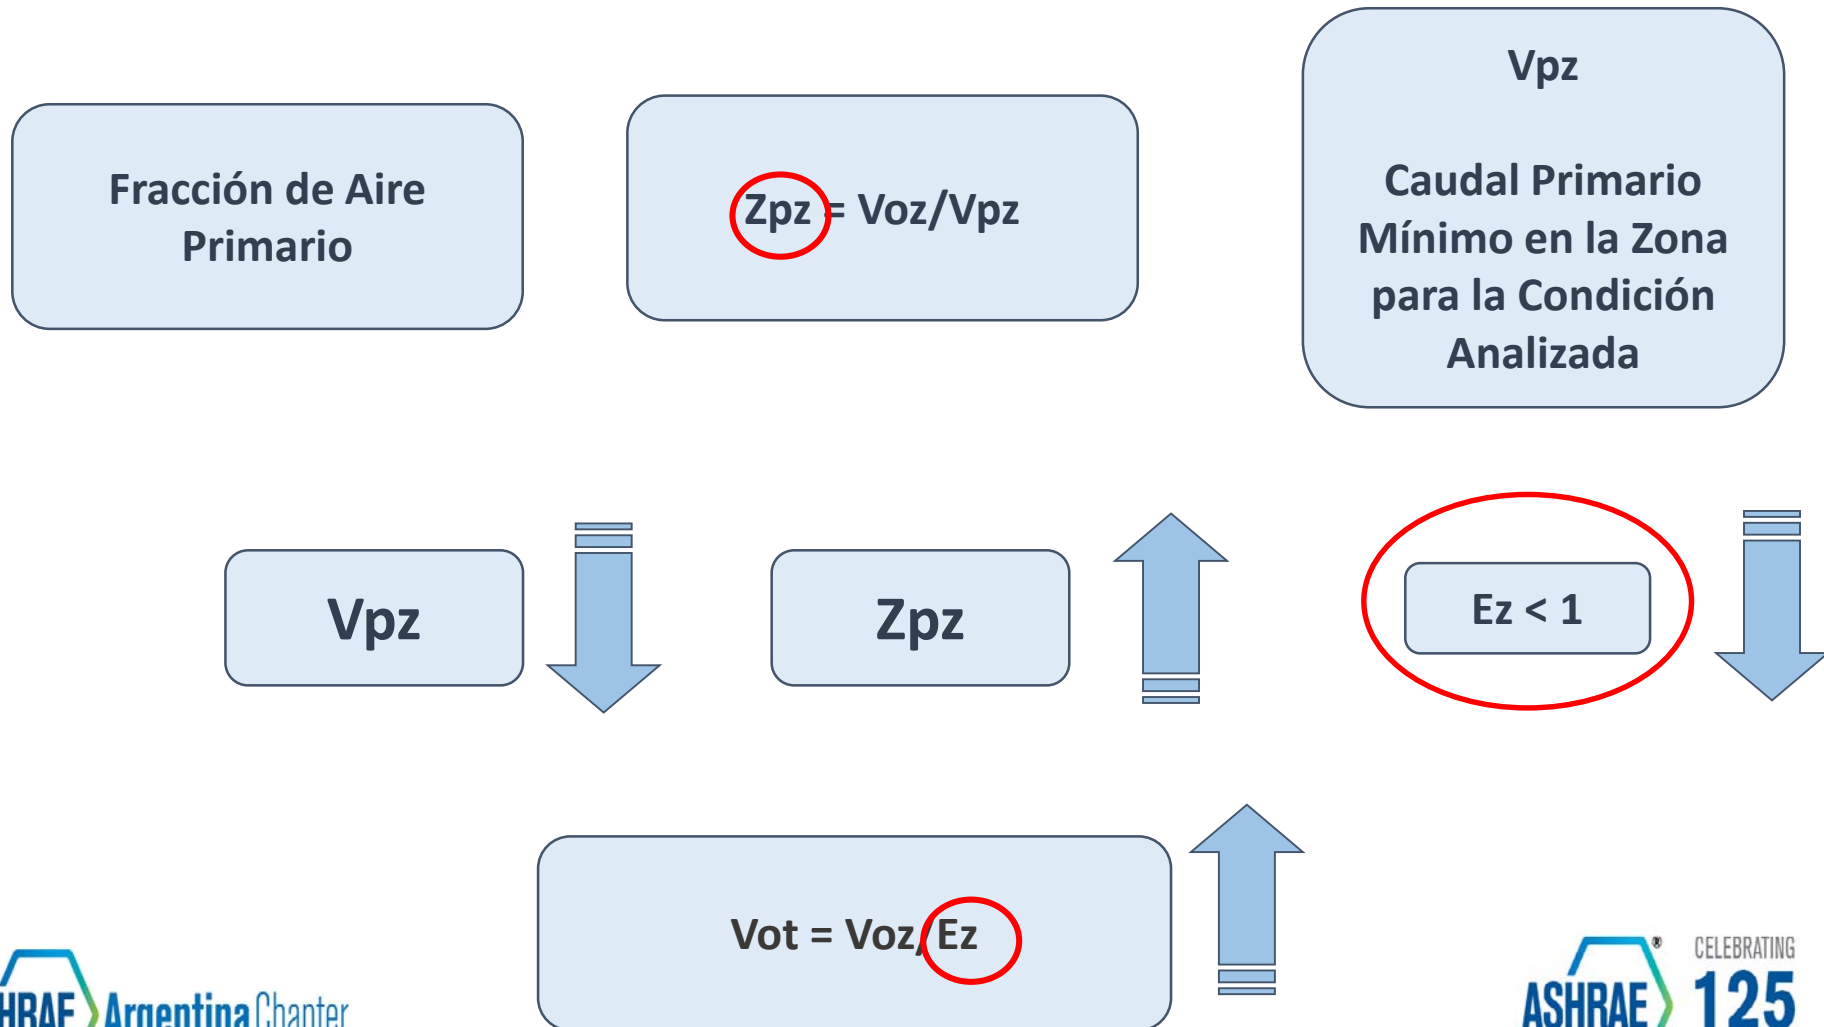 Fracción de Aire
Primario
Zpz = Voz/Vpz
Vpz
Caudal Primario
Mínimo en la Zona
para la Condición
Analizada
Vpz
Zpz
Ez < 1
Vot = Voz/Ez
HRAE Argentina Chapter
ASHRAE ®
CELEBRATING
125